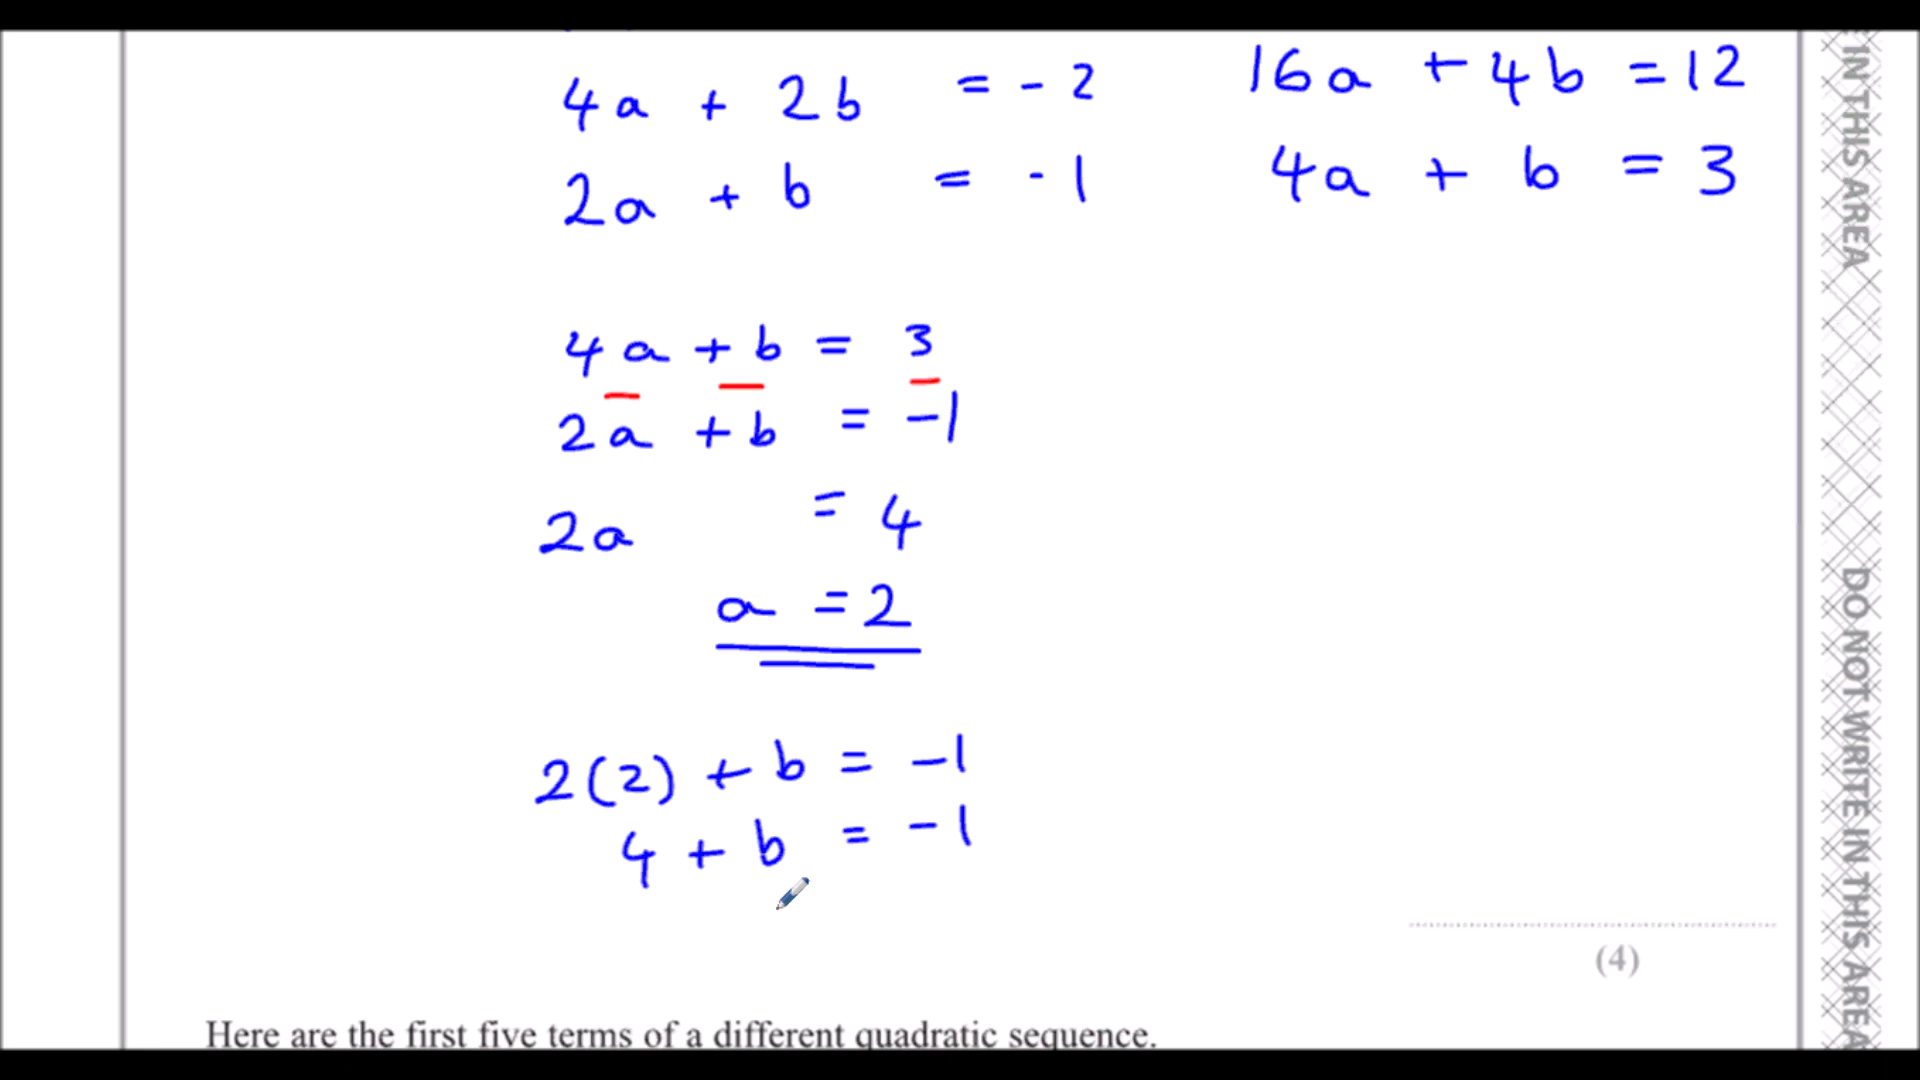 4a + 2b = -2
16a + 4b = 12
2a + b = -1
4a + b = 3
4a + b = 3
2a + b = -1
2a = 4
a = 2
2(2) + b = -1
4 + b = -1
(4)
Here are the first five terms of a different quadratic sequence.
IN THIS AREA
DO NOT WRITE IN THIS AREA